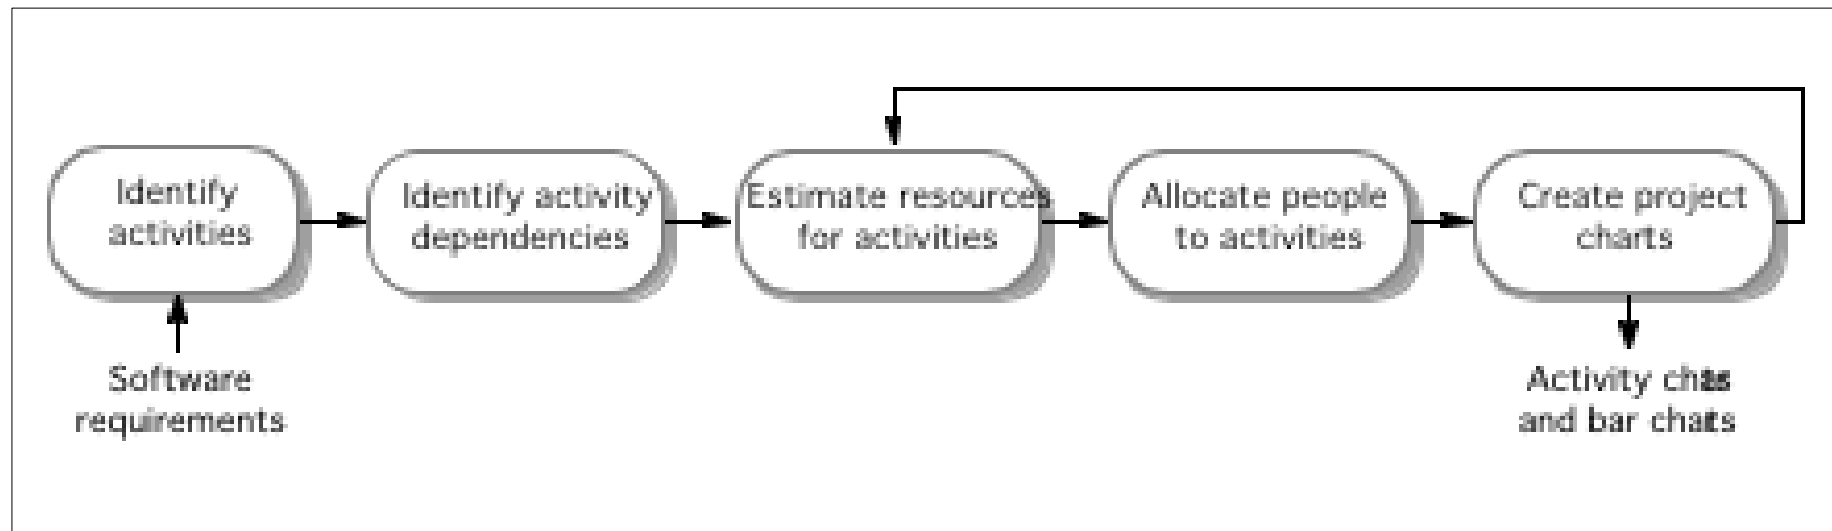 Identify
activities
Identify activity
dependencies
Estimate resources
for activities
Allocate people
to activities
Create project
charts
Software
requirements
Activity
and bar